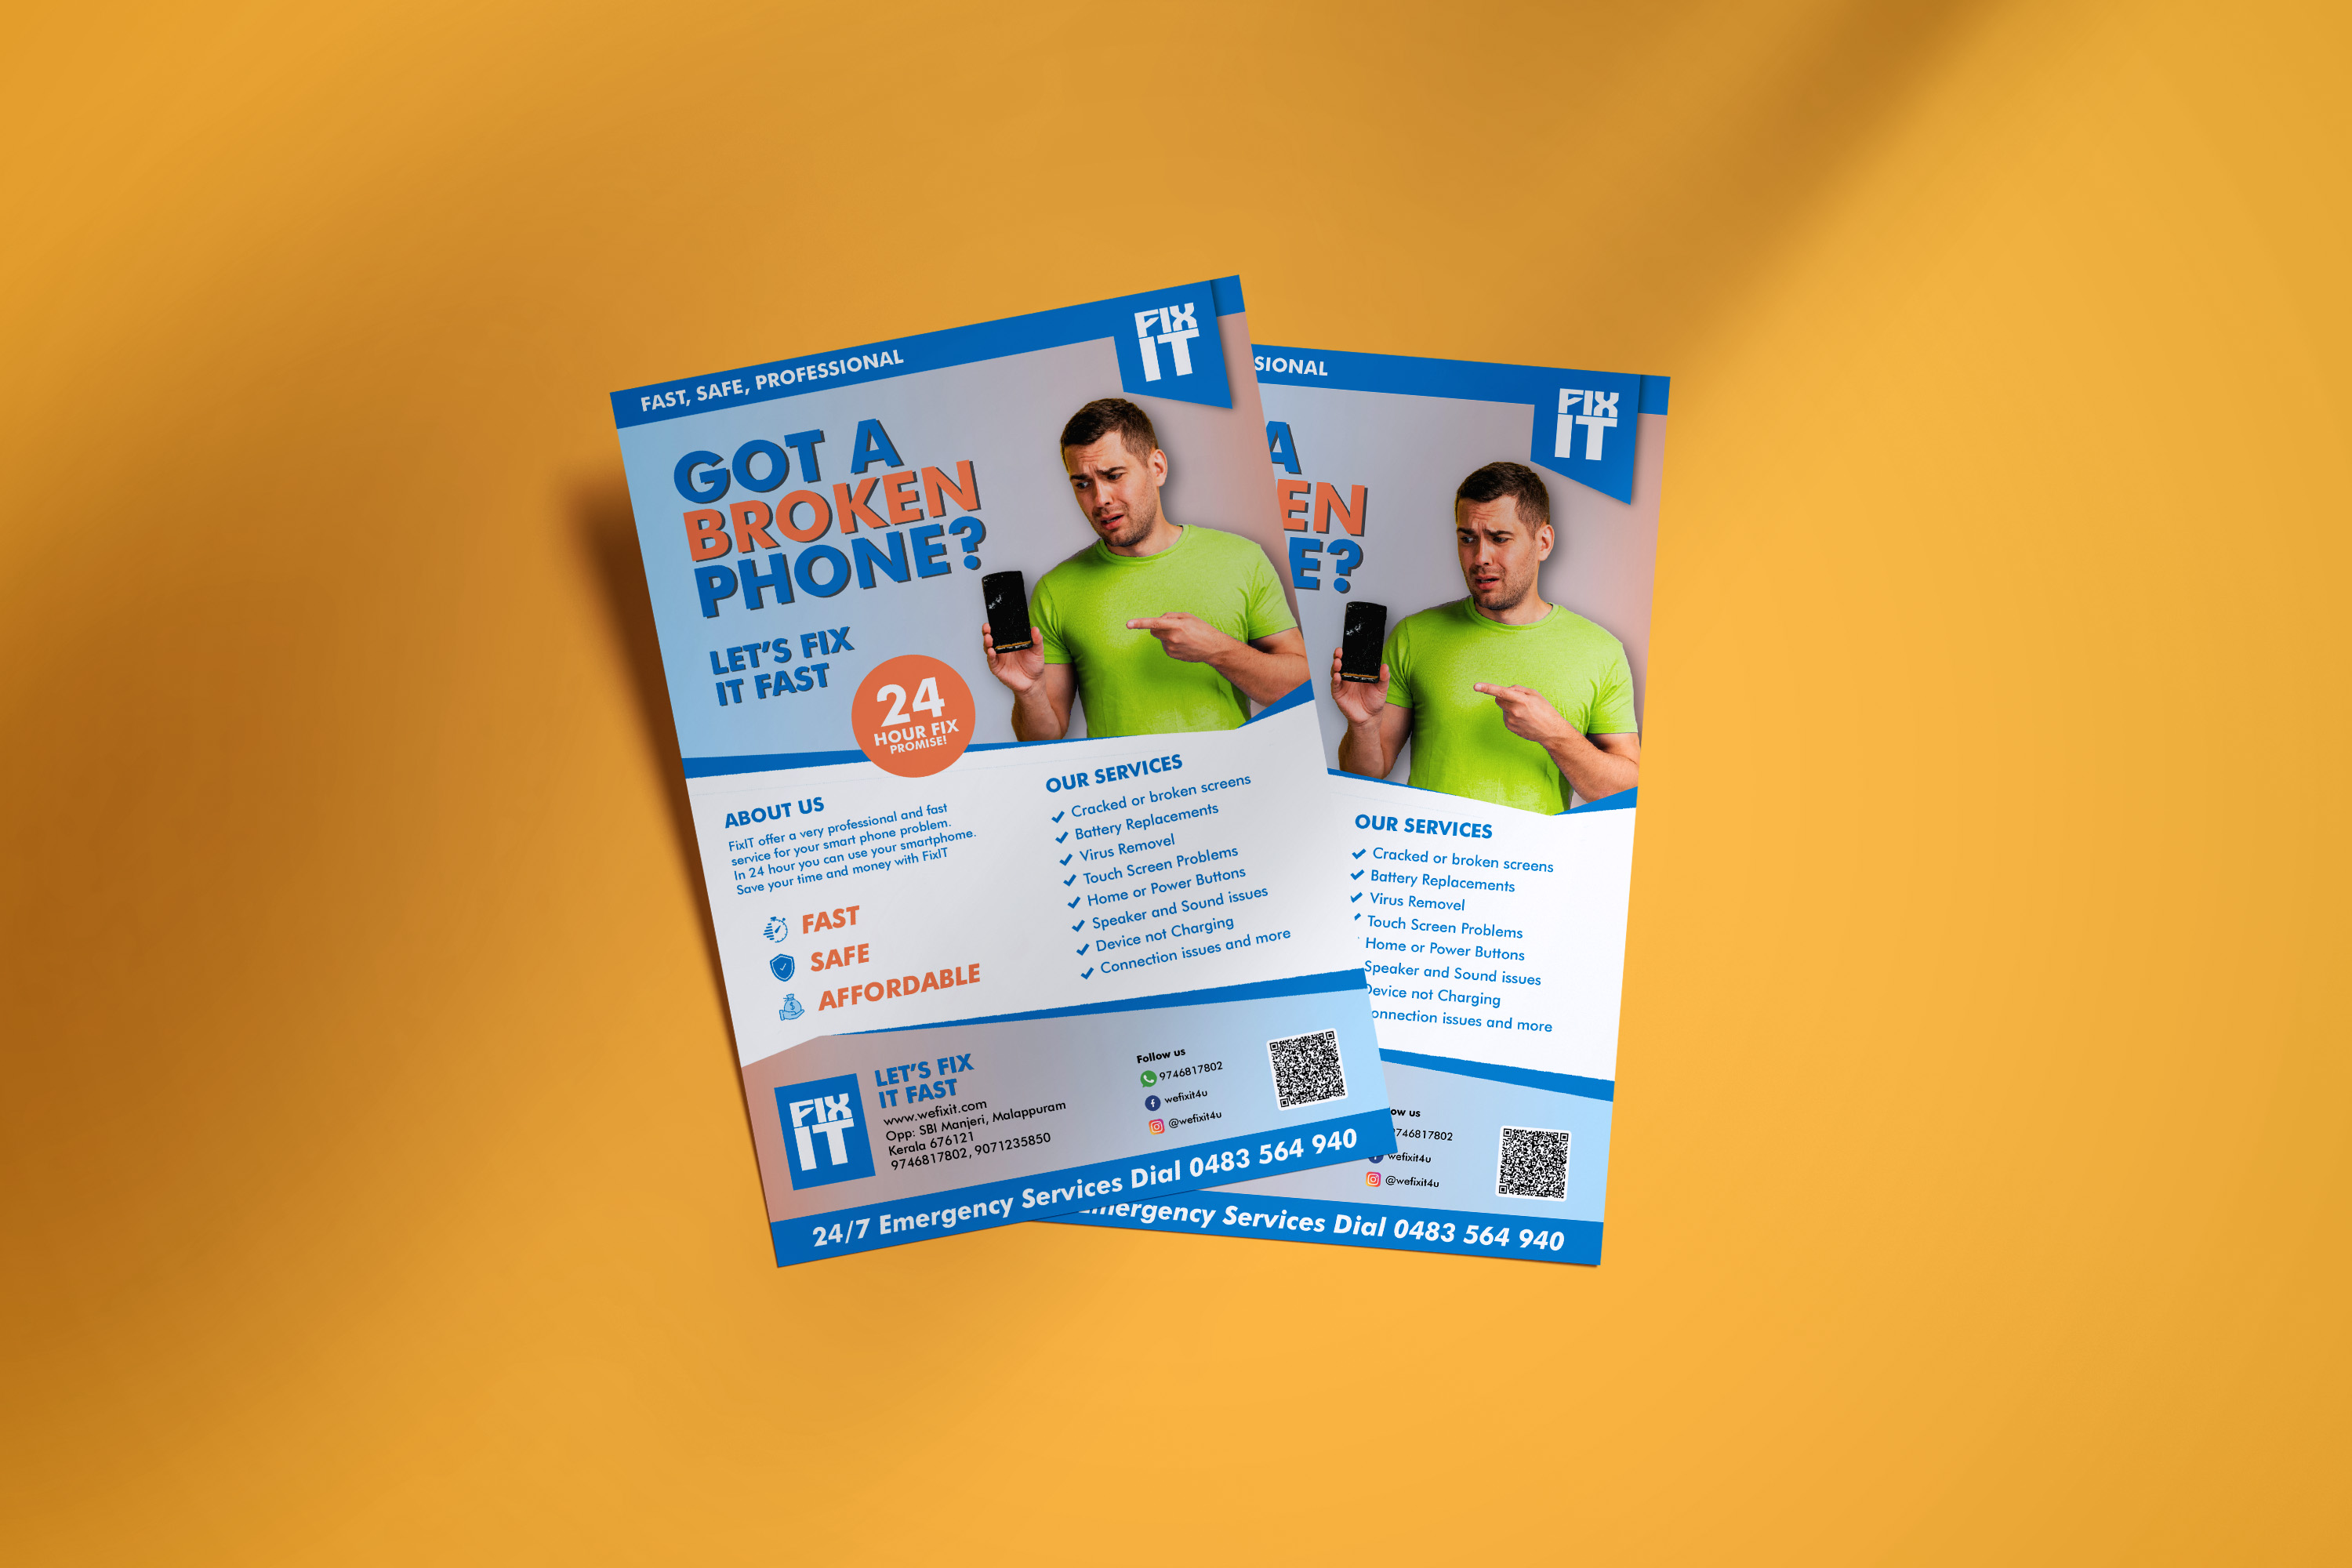 FAST, SAFE, PROFESSIONAL
FIX
IT
GOT A
BROKEN
PHONE?
LET'S FIX
IT FAST
24
HOUR FIX
PROMISE!
ABOUT US
FixIT offer a very professional and fast
service for your smart phone problem.
In 24 hour you can use your smartphone.
Save your time and money with FixIT
FAST
SAFE
AFFORDABLE
OUR SERVICES
Cracked or broken screens
Battery Replacements
Virus Removel
Touch Screen Problems
Home or Power Buttons
Speaker and Sound issues
Device not Charging
Connection issues and more
FIX
IT
LET'S FIX
IT FAST
www.wefixit.com
Opp: SBI Manjeri, Malappuram
Kerala 676121
9746817802, 9071235850
Follow us
9746817802
wefixit4u
@wefixit4u
24/7 Emergency Services Dial 0483 564 940
SIONAL
FIX
IT
A
EN
E?
OUR SERVICES
Cracked or broken screens
Battery Replacements
Virus Removel
Touch Screen Problems
Home or Power Buttons
Speaker and Sound issues
Device not Charging
onnection issues and more
ow us
9746817802
wefixit4u
@wefixit4u
mergency Services Dial 0483 564 940